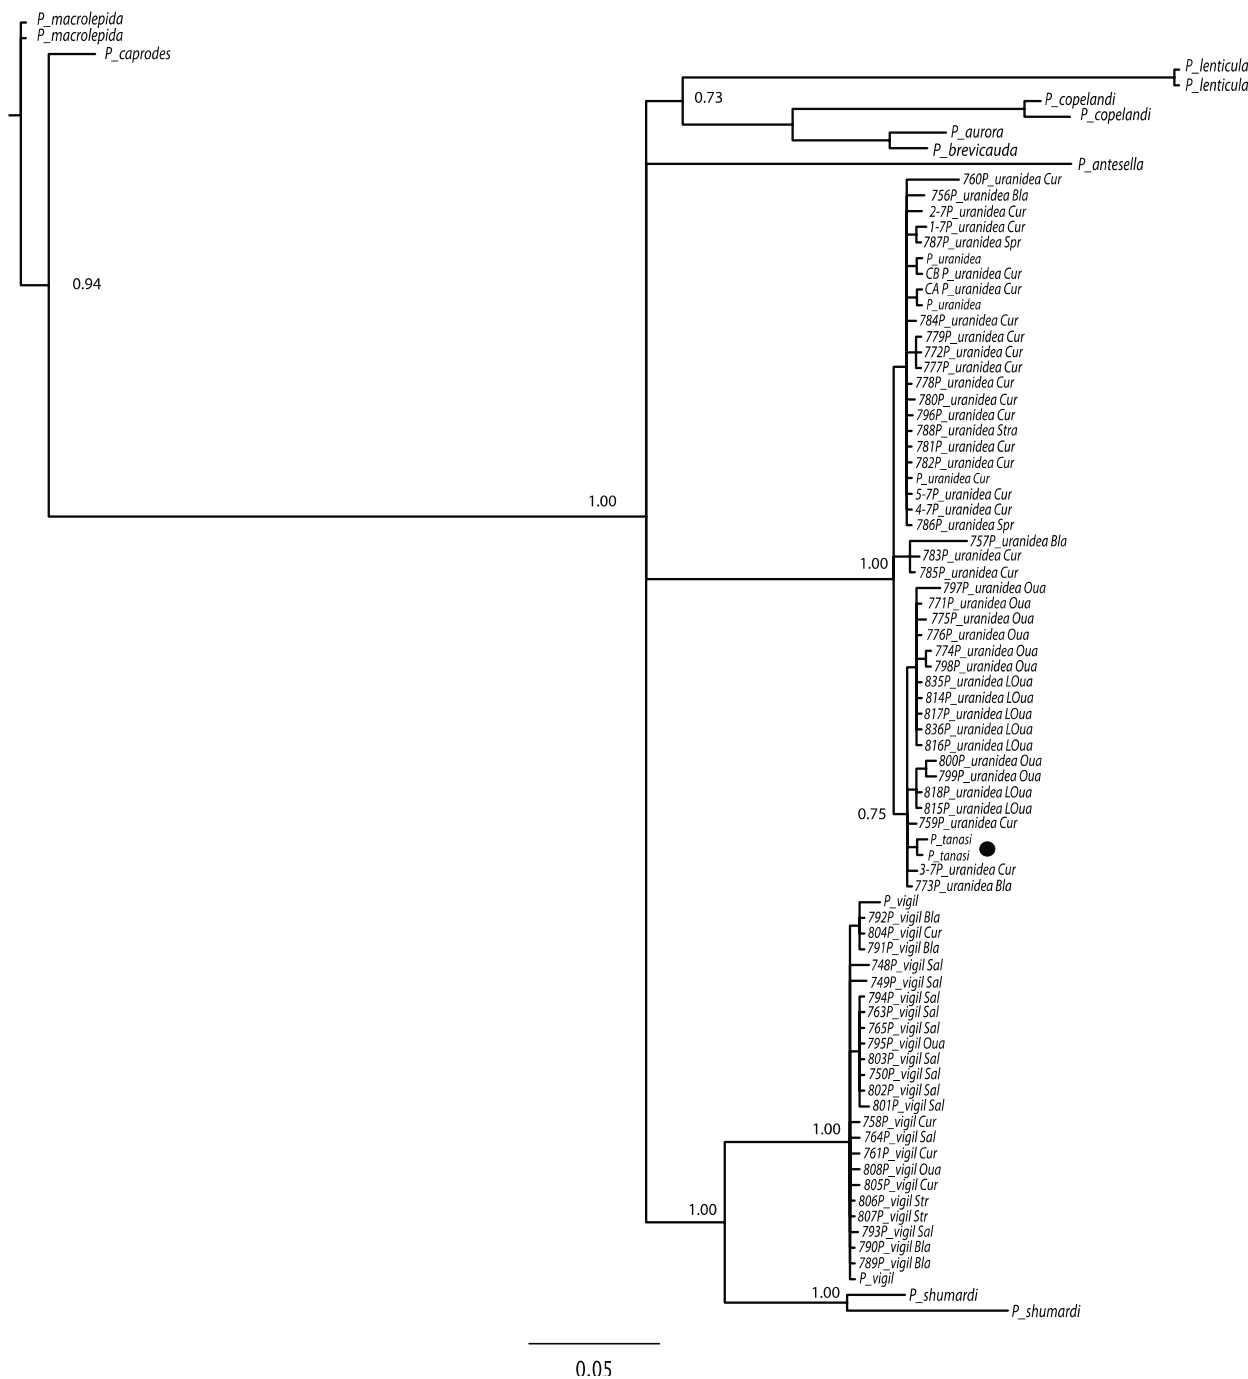 P_macrolepida
P_macrolepida
P_caprodes
P_lenticula
P_lenticula
0.73
P_copelandi
P_copelandi
P_aurora
P_brevicauda
P_antesella
760P_uranidea Cur
756P_uranidea Bla
2-7P_uranidea Cur
1-7P_uranidea Cur
787P_uranidea Spr
P_uranidea
CB P_uranidea Cur
0.94
CA P_uranidea Cur
P_uranidea
784P_uranidea Cur
779P_uranidea Cur
772P_uranidea Cur
777P_uranidea Cur
778P_uranidea Cur
780P_uranidea Cur
796P_uranidea Cur
788P_uranidea Stra
781P_uranidea Cur
782P_uranidea Cur
P_uranidea Cur
5-7P_uranidea Cur
1.00
4-7P_uranidea Cur
786P_uranidea Spr
757P_uranidea Bla
783P_uranidea Cur
1.00
785P_uranidea Cur
797P_uranidea Oua
771P_uranidea Oua
775P_uranidea Oua
776P_uranidea Oua
774P_uranidea Oua
798P_uranidea Oua
835P_uranidea LOua
814P_uranidea LOua
817P_uranidea LOua
836P_uranidea LOua
816P_uranidea LOua
800P_uranidea Oua
799P_uranidea Oua
818P_uranidea LOua
815P_uranidea LOua
0.75
759P_uranidea Cur
P_tanasi
P_tanasi
3-7P_uranidea Cur
773P_uranidea Bla
P_vigil
792P_vigil Bla
804P_vigil Cur
791P_vigil Bla
748P_vigil Sal
749P_vigil Sal
794P_vigil Sal
763P_vigil Sal
765P_vigil Sal
795P_vigil Oua
803P_vigil Sal
750P_vigil Sal
802P_vigil Sal
801P_vigil Sal
758P_vigil Cur
1.00
764P_vigil Sal
761P_vigil Cur
808P_vigil Oua
805P_vigil Cur
806P_vigil Str
1.00
807P_vigil Str
793P_vigil Sal
790P_vigil Bla
789P_vigil Bla
P_vigil
1.00
P_shumardi
P_shumardi
0.05